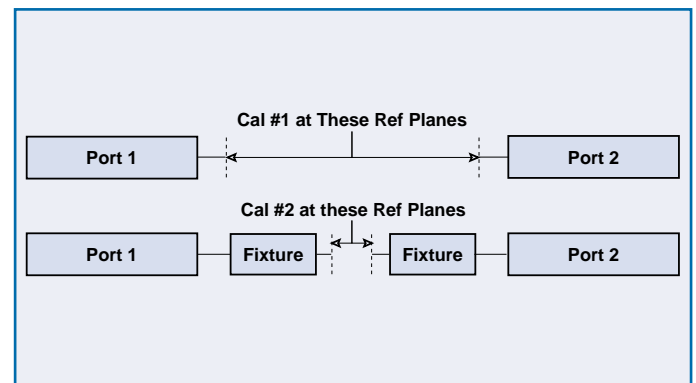 Cal #1 at These Ref Planes
Port 1
Port 2
Cal #2 at these Ref Planes
Port 1
Fixture
Fixture
Port 2